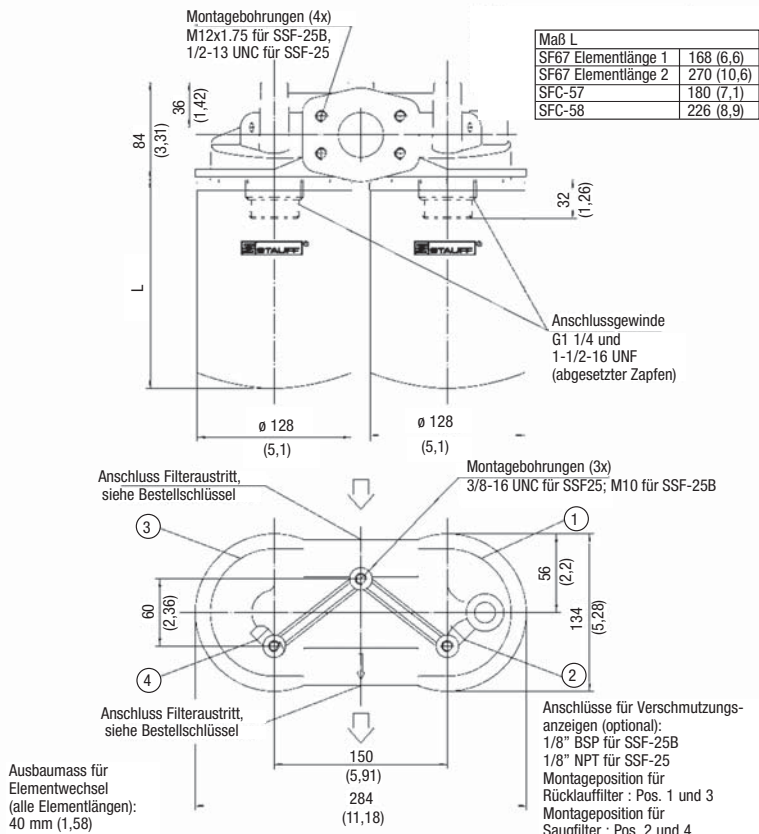 Montagebohrungen (4x)
M12x1.75 für SSF-25B,
1/2-13 UNC für SSF-25
Maß L
SF67 Elementlänge 1 168 (6,6)
SF67 Elementlänge 2 270 (10,6)
SFC-57 180 (7,1)
SFC-58 226 (8,9)
36
(1,42)
84
(3,31)
32
(1,26)
STAUFF
STAUFF
L
Anschlussgewinde
G1 1/4 und
1-1/2-16 UNF
(abgesetzter Zapfen)
ø 128
(5,1)
ø 128
(5,1)
Anschluss Filteraustritt,
siehe Bestellschlüssel
Montagebohrungen (3x)
3/8-16 UNC für SSF25; M10 für SSF-25B
3
1
56
(2,2)
60
(2,36)
134
(5,28)
4
2
Anschluss Filteraustritt,
siehe Bestellschlüssel
Anschlüsse für Verschmutzungs-
anzeigen (optional):
1/8” BSP für SSF-25B
1/8” NPT für SSF-25
Montageposition für
Rücklauffilter : Pos. 1 und 3
Montageposition für
Saugfilter : Pos. 2 und 4
150
(5,91)
284
(11,18)
Ausbaumass für
Elementwechsel
(alle Elementlängen):
40 mm (1,58)